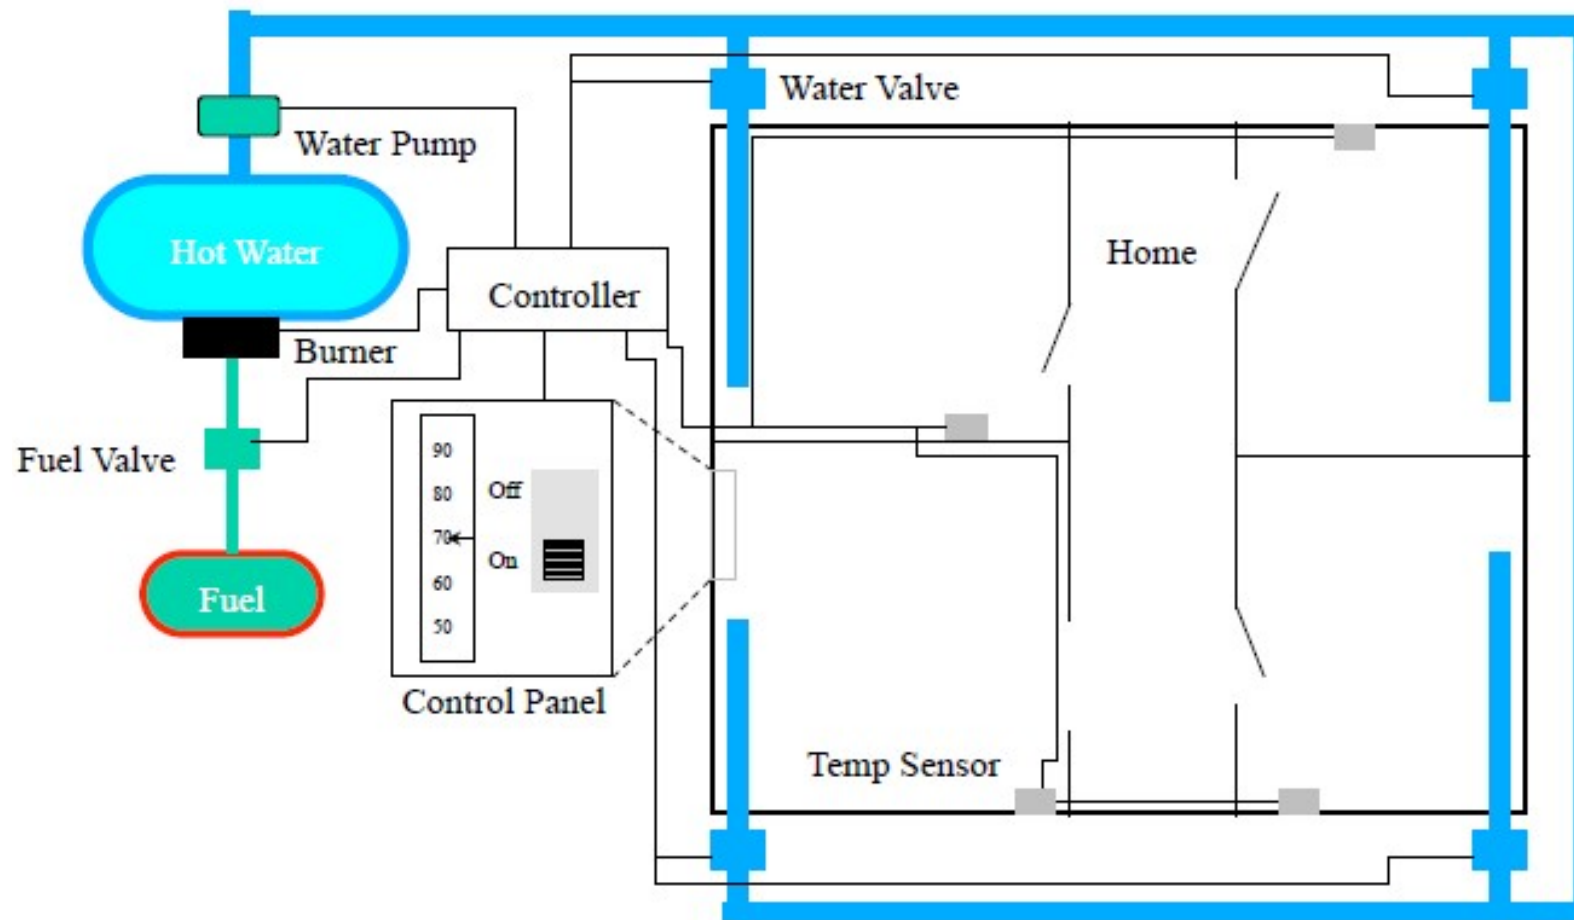 Water Valve
Water Pump
Hot Water
Home
Controller
Burner
Fuel Valve
90
80
70
60
50
Off
On
Fuel
Control Panel
Temp Sensor